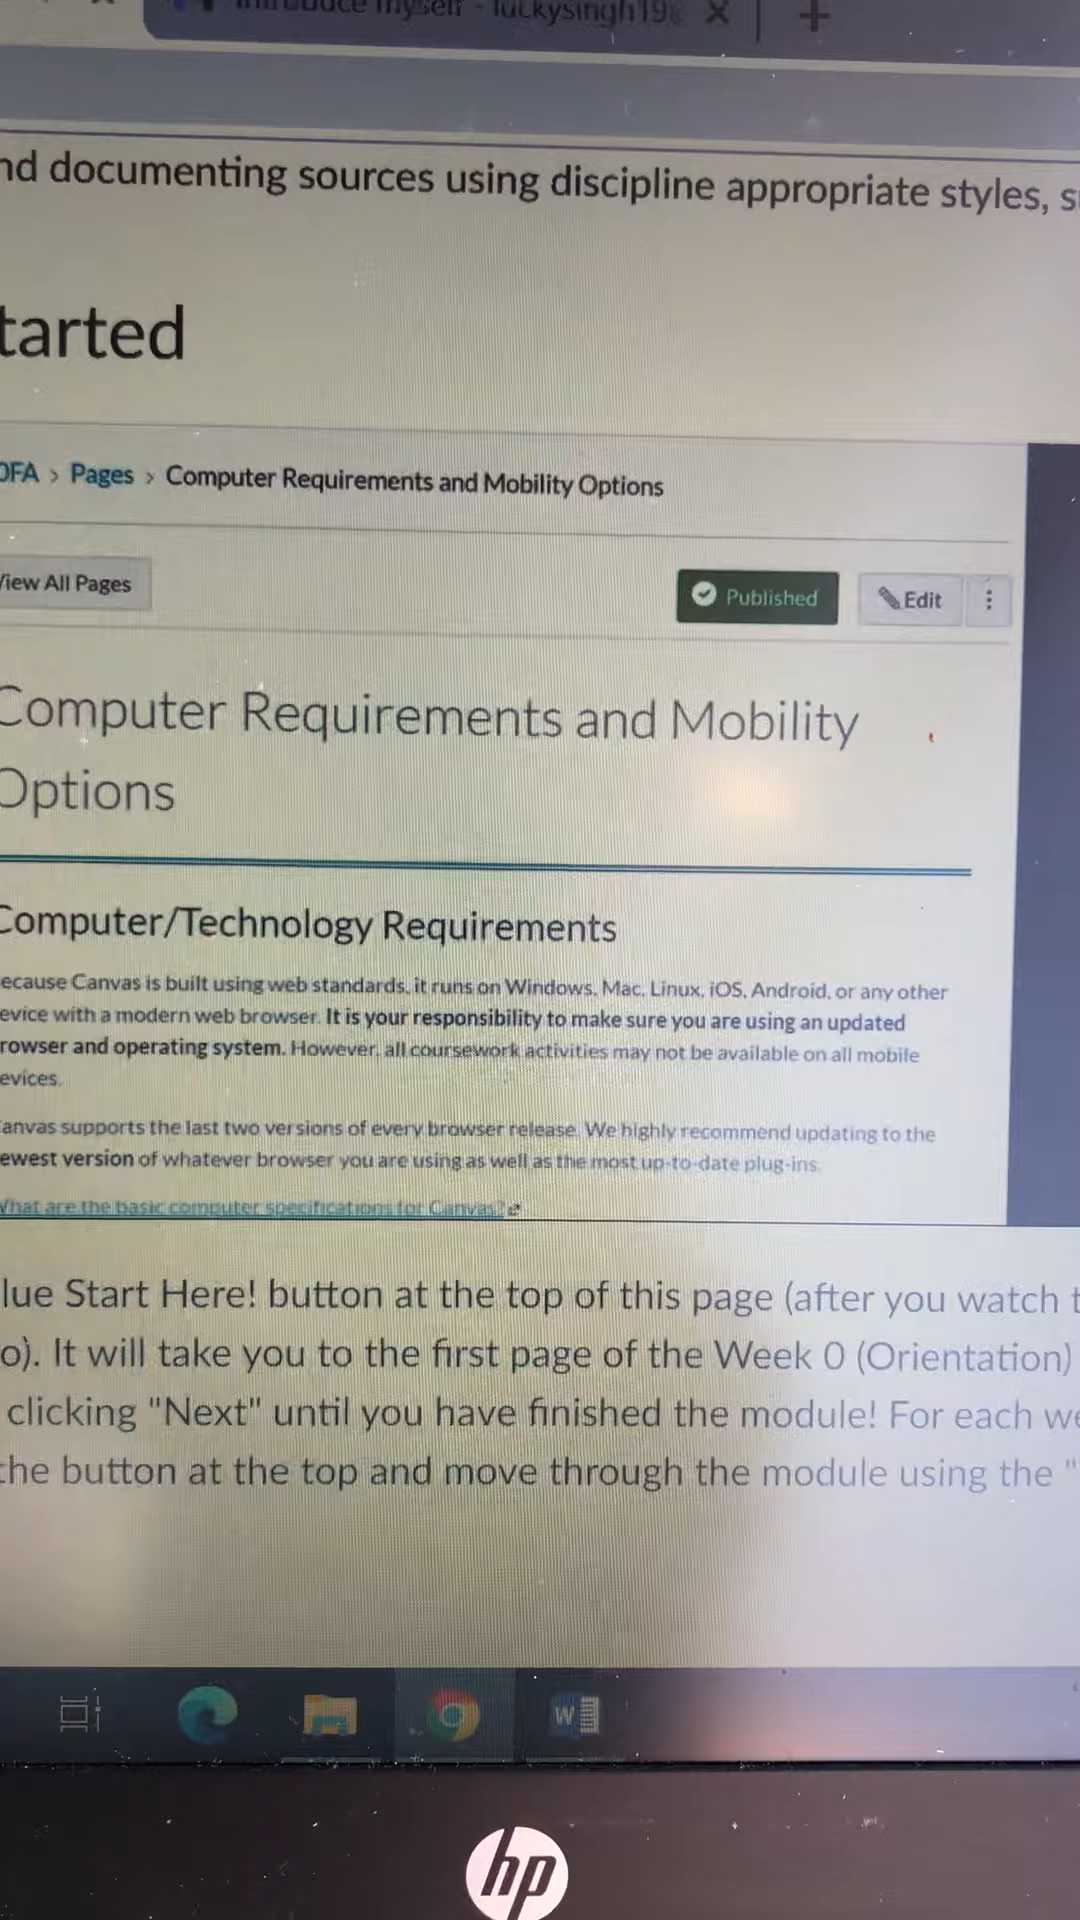 myself - luckysingh19
nd documenting sources using discipline appropriate styles, s
tarted
OFA > Pages > Computer Requirements and Mobility Options
View All Pages
Published
Edit
Computer Requirements and Mobility
Options
Computer/Technology Requirements
ecause Canvas is built using web standards, it runs on Windows, Mac, Linux, iOS, Android, or any other
evice with a modern web browser. It is your responsibility to make sure you are using an updated
rowser and operating system. However, all coursework activities may not be available on all mobile
evices.
anvas supports the last two versions of every browser release. We highly recommend updating to the
ewest version of whatever browser you are using as well as the most up-to-date plug-ins.
What are the basic computer specifications for Canvas?
lue Start Here! button at the top of this page (after you watch t
o). It will take you to the first page of the Week 0 (Orientation)
clicking "Next" until you have finished the module! For each we
the button at the top and move through the module using the "
W
hp